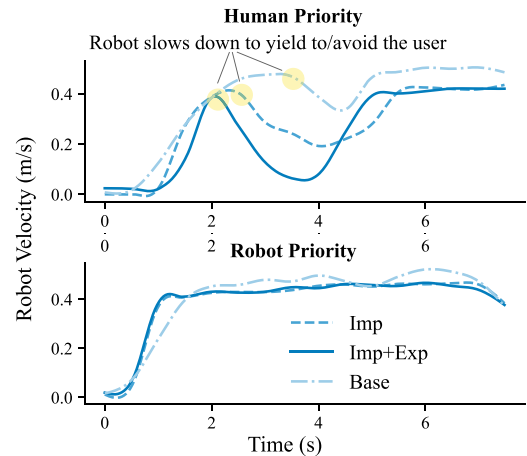 Human Priority
Robot slows down to yield to/avoid the user
0.4
0.2
0.0
0 2 4 6
0 2 4 6
Robot Velocity (m/s)
Robot Priority
0.4
0.2
0.0
Imp
Imp+Exp
Base
0 2 4 6
Time (s)